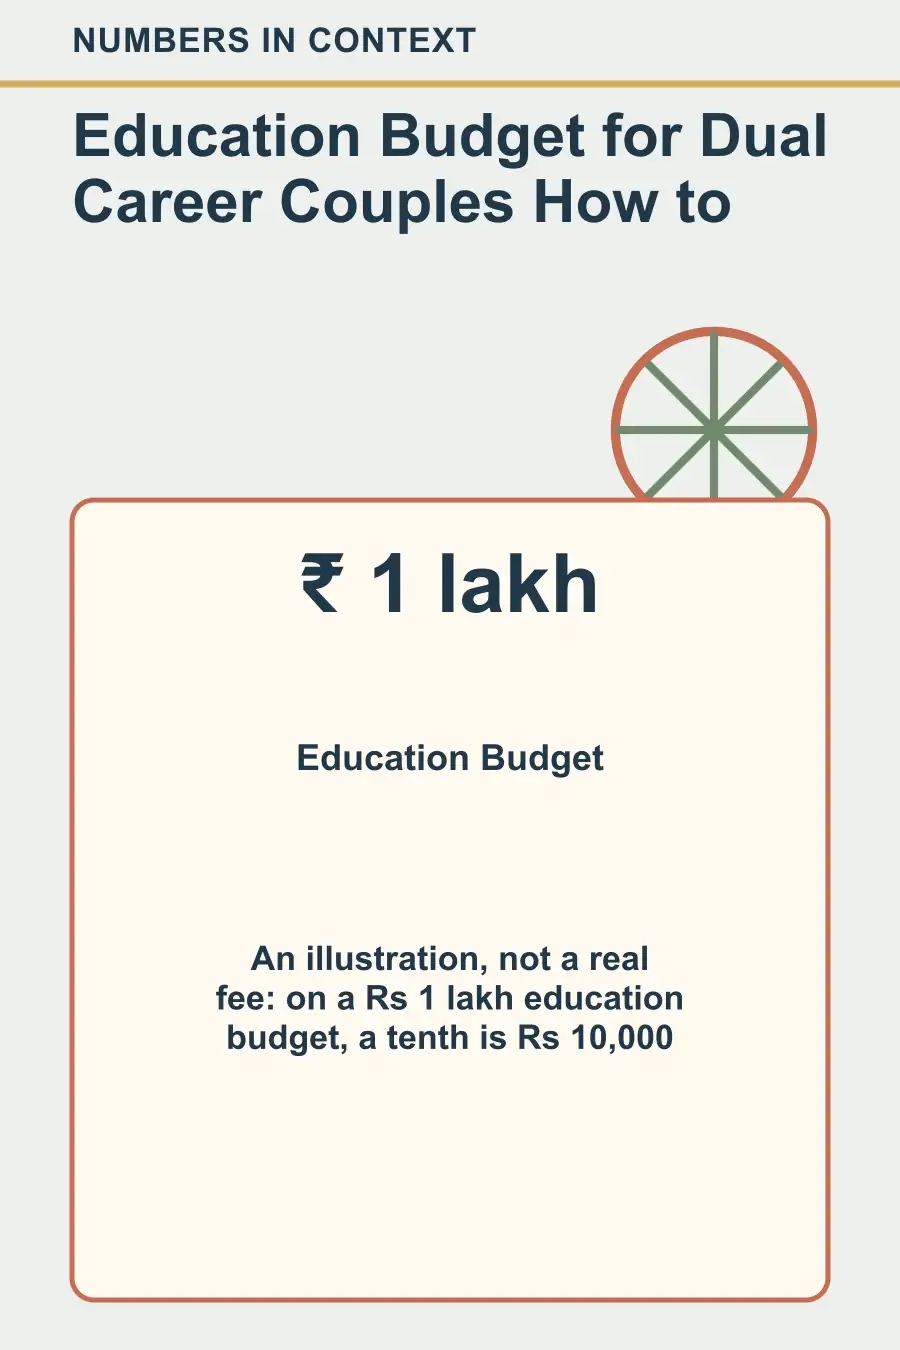 NUMBERS IN CONTEXT
Education Budget for Dual
Career Couples How to
₹ 1 lakh
Education Budget
An illustration, not a real
fee: on a Rs 1 lakh education
budget, a tenth is Rs 10,000